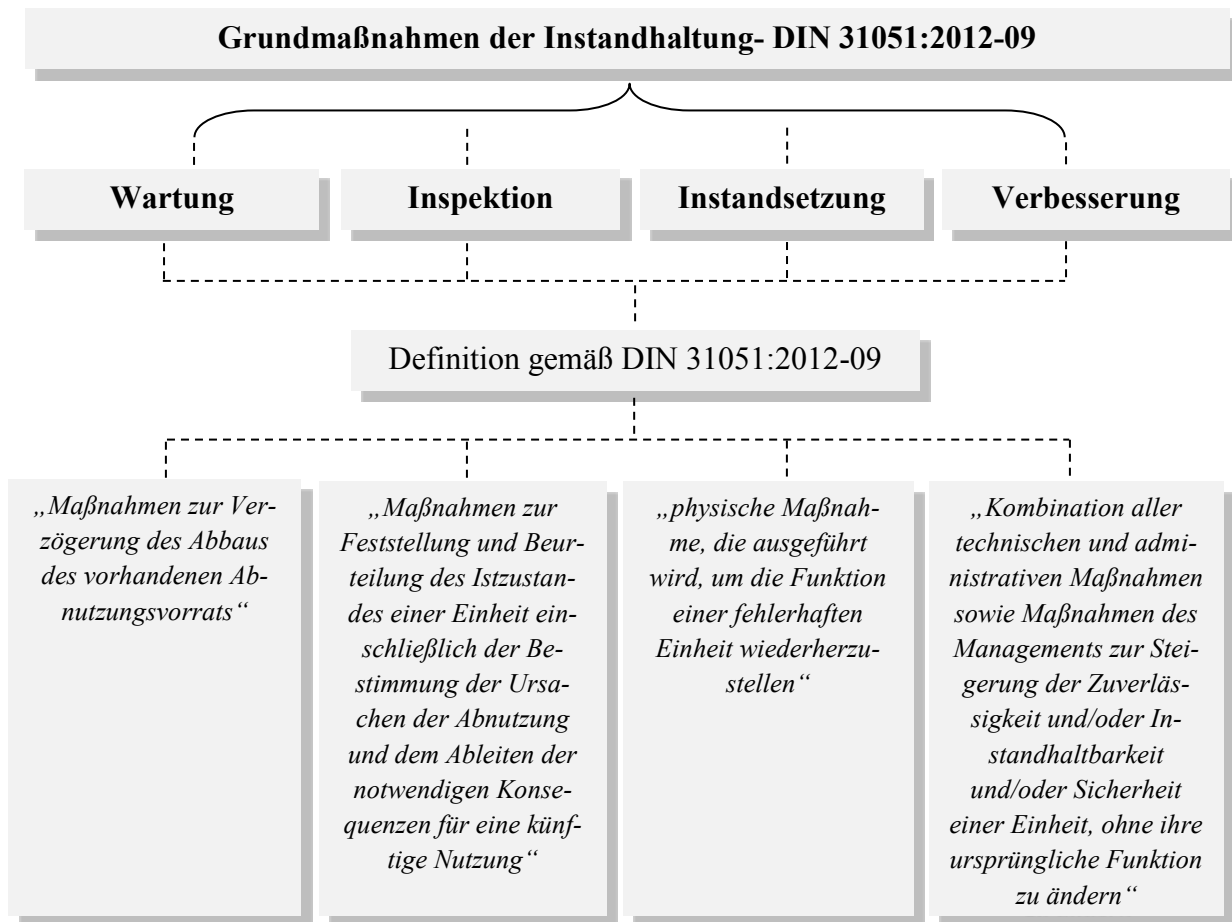 Grundmaßnahmen der Instandhaltung- DIN 31051:2012-09
Wartung
Inspektion
Instandsetzung
Verbesserung
Definition gemäß DIN 31051:2012-09
„Maßnahmen zur Ver-
zögerung des Abbaus
des vorhandenen Ab-
nutzungsvorrats“
„Maßnahmen zur
Feststellung und Beur-
teilung des Istzustan-
des einer Einheit ein-
schließlich der Be-
stimmung der Ursa-
chen der Abnutzung
und dem Ableiten der
notwendigen Konse-
quenzen für eine künf-
tige Nutzung“
„physische Maßnah-
me, die ausgeführt
wird, um die Funktion
einer fehlerhaften
Einheit wiederherzu-
stellen“
„Kombination aller
technischen und admi-
nistrativen Maßnahmen
sowie Maßnahmen des
Managements zur Stei-
gerung der Zuverläs-
sigkeit und/oder In-
standhaltbarkeit
und/oder Sicherheit
einer Einheit, ohne ihre
ursprüngliche Funktion
zu ändern“